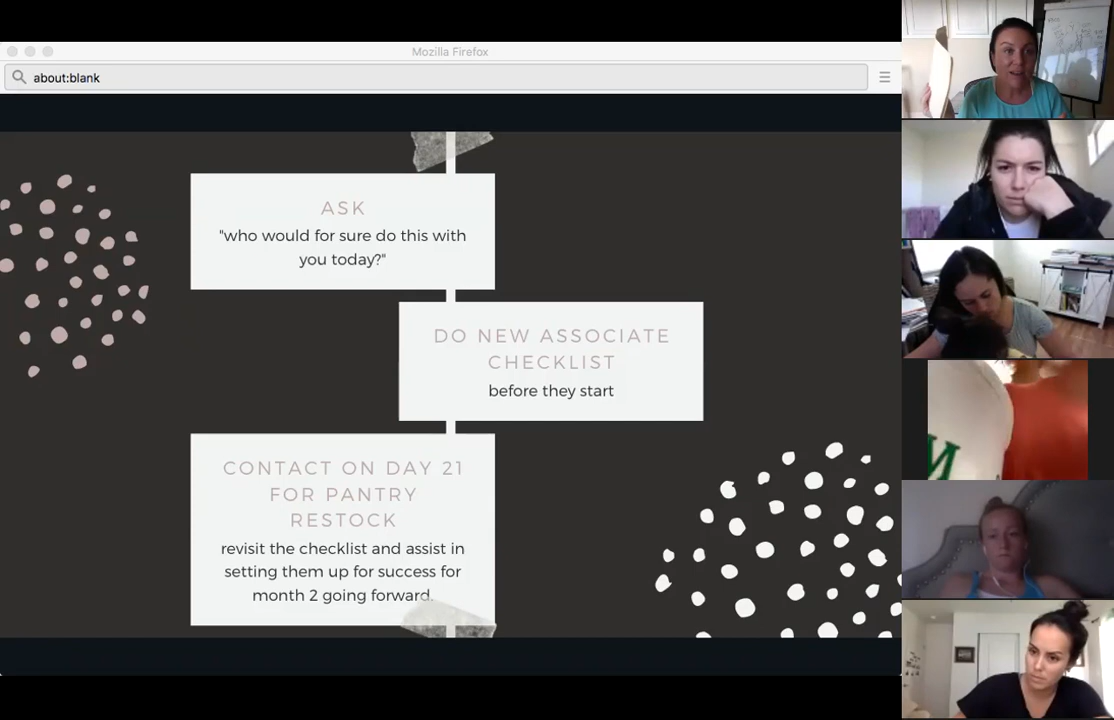 Mozilla Firefox
about:blank
ASK
"who would for sure do this with
you today?"
DO NEW ASSOCIATE
CHECKLIST
before they start
CONTACT ON DAY 21
FOR PANTRY
RESTOCK
revisit the checklist and assist in
setting them up for success for
month 2 going forward.
N